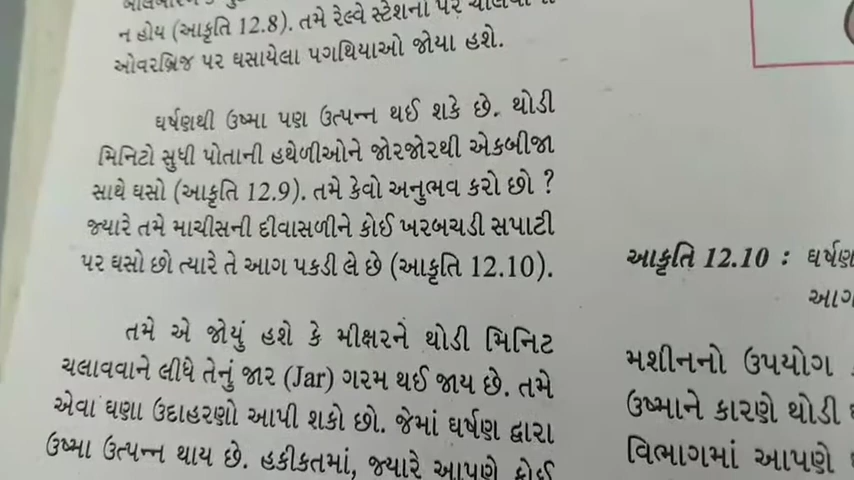 ન હોય (આકૃતિ 12.8). તમે રેલ્વે સ્ટેશનો પર
ઓવરબ્રિજ પર ઘસાયેલા પગથિયાઓ જોયા હશે.
ઘર્ષણથી ઉષ્મા પણ ઉત્પન્ન થઈ શકે છે. થોડી
મિનિટો સુધી પોતાની હથેળીઓને જોરજોરથી એકબીજા
સાથે ઘસો (આકૃતિ 12.9). તમે કેવો અનુભવ કરો છો ?
જ્યારે તમે માચીસની દીવાસળીને કોઈ ખરબચડી સપાટી
પર ઘસો છો ત્યારે તે આગ પકડી લે છે (આકૃતિ 12.10).
તમે એ જોયું હશે કે મીક્ષરને થોડી મિનિટ
ચલાવવાને લીધે તેનું જાર (Jar) ગરમ થઈ જાય છે. તમે
એવા ઘણા ઉદાહરણો આપી શકો છો. જેમાં ઘર્ષણ દ્વારા
ઉષ્મા ઉત્પન્ન થાય છે. હકીકતમાં, જ્યારે આપણે કોઈ
આકૃતિ 12.10 : ઘર્ષણ
આગ
મશીનનો ઉપયોગ
ઉષ્માને કારણે થોડી
વિભાગમાં આપણે